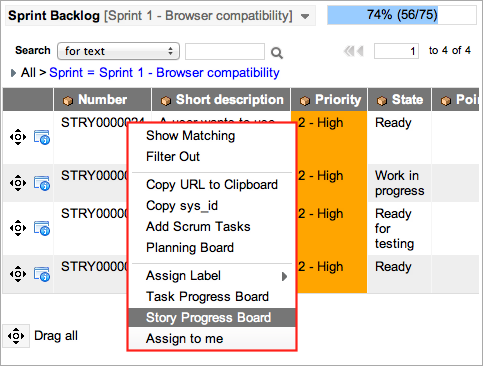 Sprint Backlog [Sprint 1 - Browser compatibility] 74% (56/75)
Search for text 1 to 4 of 4
All > Sprint = Sprint 1 - Browser compatibility
Number Short description Priority State
STRY0000024 A user wants to use 2 - High Ready
STRY0000 2 - High Work in progress
STRY0000 2 - High Ready for testing
STRY0000 2 - High Ready
Show Matching
Filter Out
Copy URL to Clipboard
Copy sys_id
Add Scrum Tasks
Planning Board
Assign Label
Task Progress Board
Story Progress Board
Assign to me
Drag all